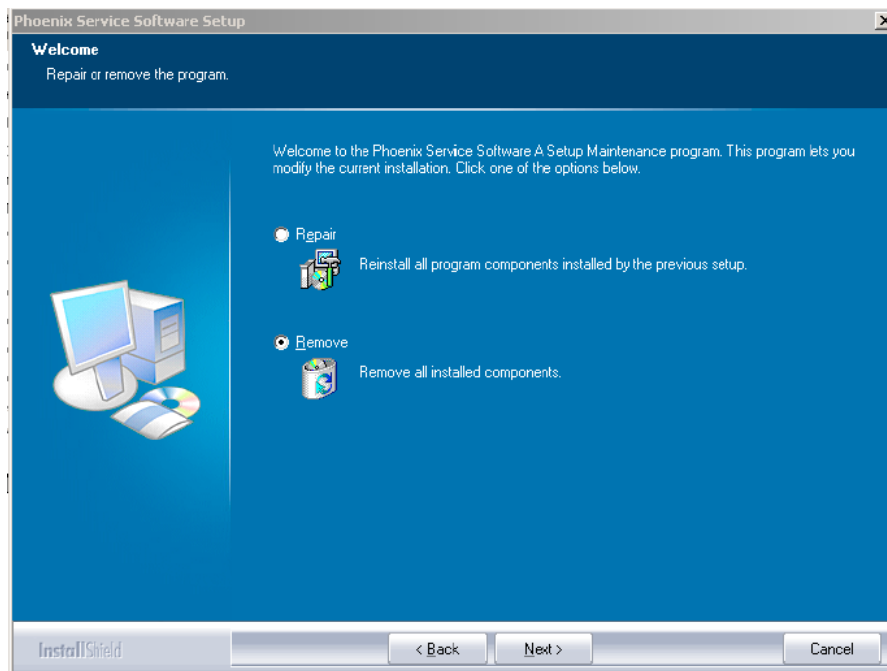 Phoenix Service Software Setup
Welcome
Repair or remove the program.
Welcome to the Phoenix Service Software A Setup Maintenance program. This program lets you
modify the current installation. Click one of the options below.
Repair
Reinstall all program components installed by the previous setup.
Remove
Remove all installed components.
InstallShield
< Back
Next >
Cancel